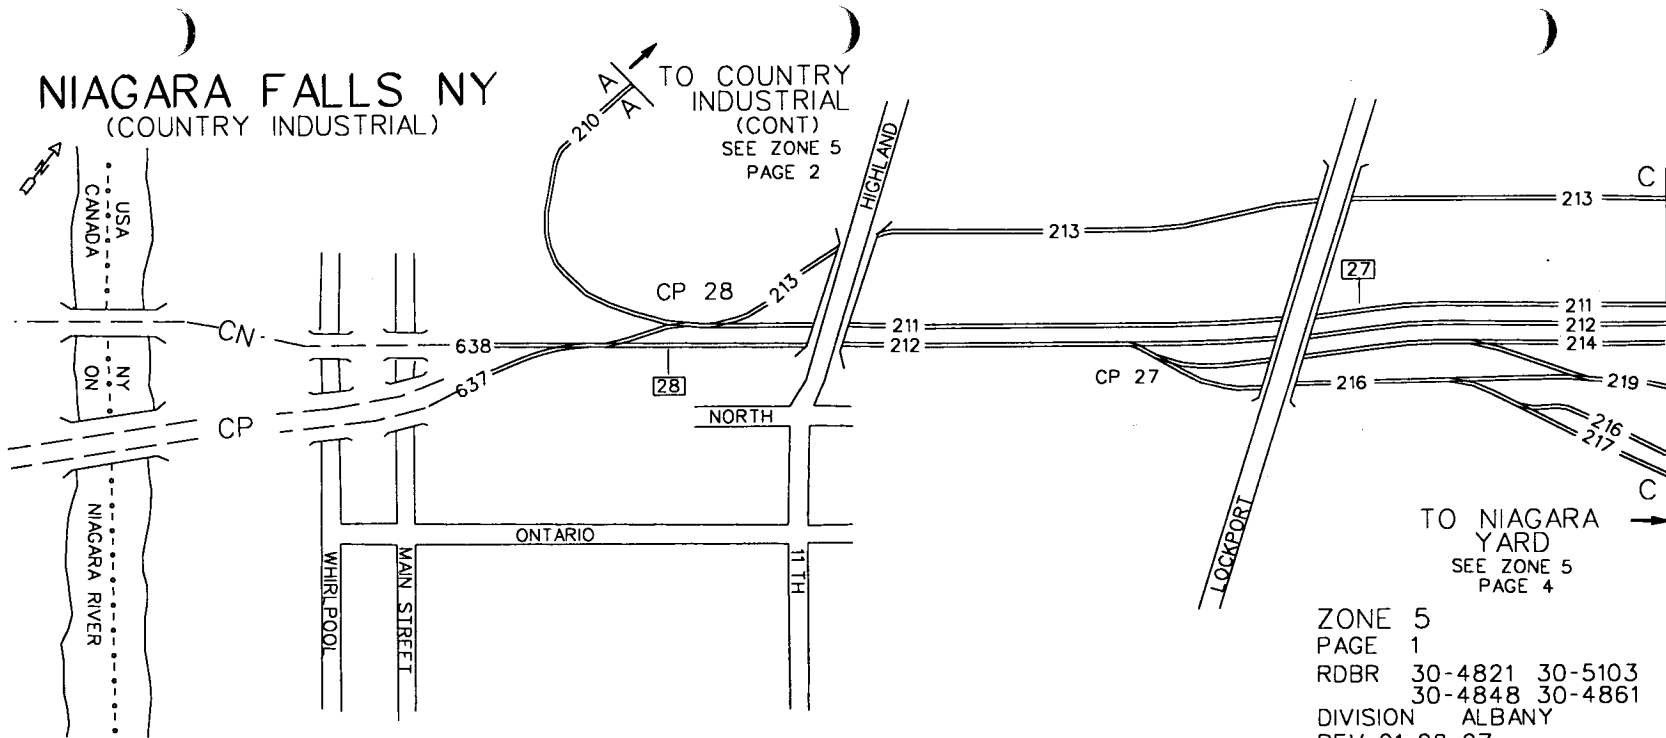 NIAGARA FALLS NY
(COUNTRY INDUSTRIAL)
N
USA
CANADA
NY
ON
NIAGARA RIVER
CN
CP
WHIRLPOOL
MAIN STREET
638
637
A
A
210
TO COUNTRY
INDUSTRIAL
(CONT)
SEE ZONE 5
PAGE 2
HIGHLAND
CP 28
213
28
211
212
NORTH
ONTARIO
11 TH
213
CP 27
27
LOCKPORT
C
213
211
212
214
216
219
216
217
C
TO NIAGARA
YARD
SEE ZONE 5
PAGE 4
ZONE 5
PAGE 1
RDBR 30-4821 30-5103
30-4848 30-4861
DIVISION ALBANY